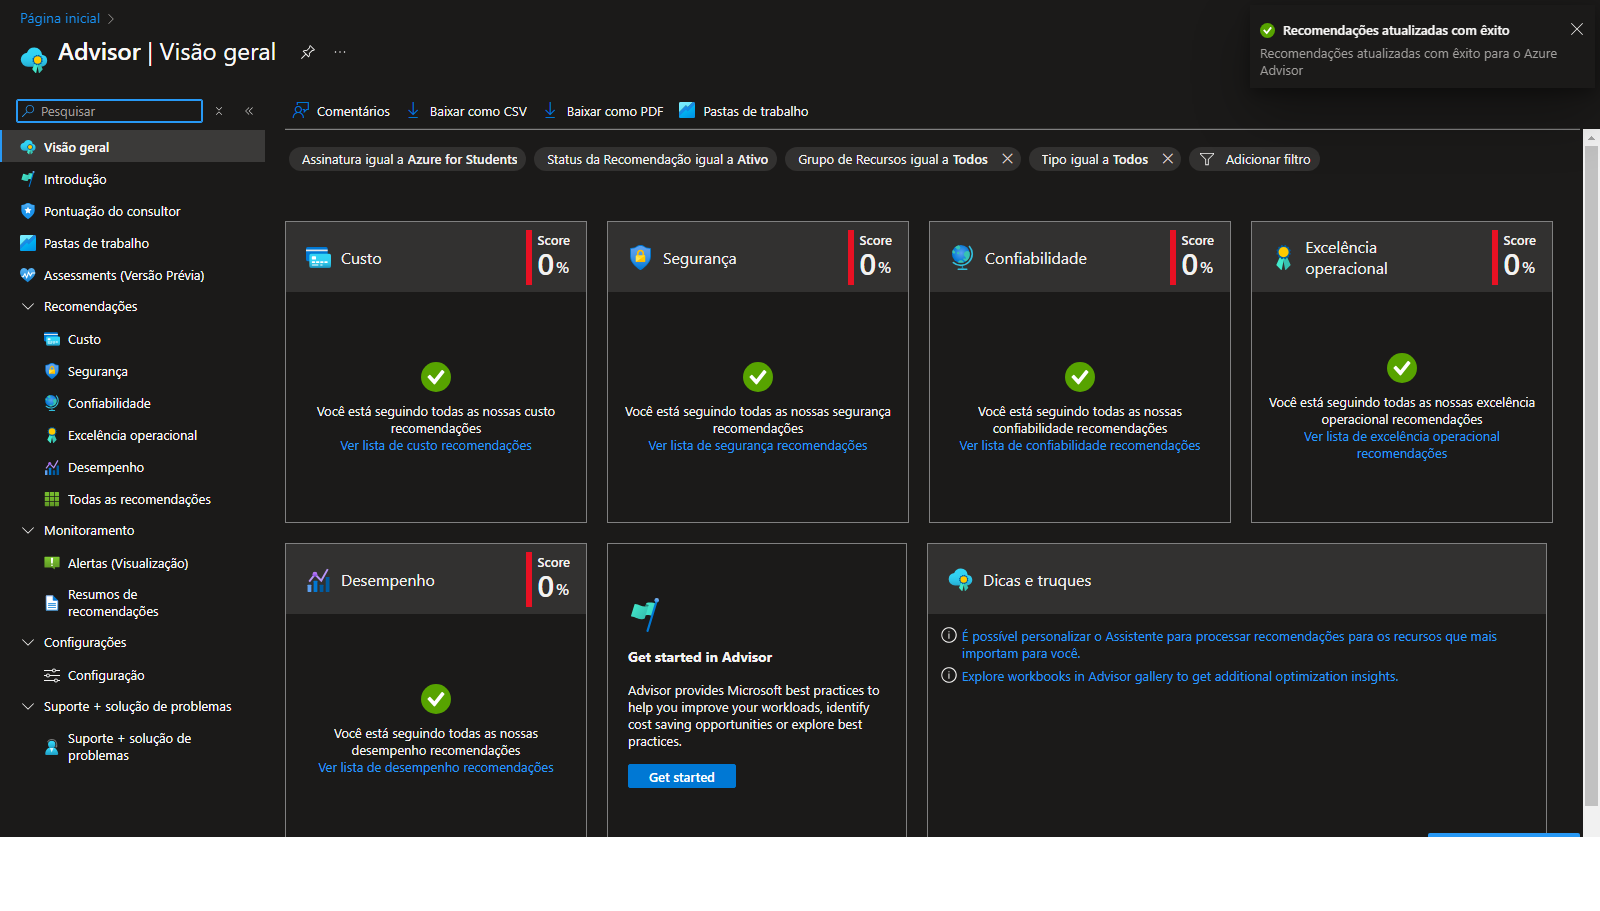 Página inicial
Advisor | Visão geral
Recomendações atualizadas com êxito
Recomendações atualizadas com êxito para o Azure
Advisor
Pesquisar
Comentários
Baixar como CSV
Baixar como PDF
Pastas de trabalho
Visão geral
Introdução
Pontuação do consultor
Pastas de trabalho
Assessments (Versão Prévia)
Recomendações
Custo
Segurança
Confiabilidade
Excelência operacional
Desempenho
Todas as recomendações
Monitoramento
Alertas (Visualização)
Resumos de
recomendações
Configurações
Configuração
Suporte + solução de problemas
Suporte + solução de
problemas
Assinatura igual a Azure for Students
Status da Recomendação igual a Ativo
Grupo de Recursos igual a Todos
Tipo igual a Todos
Adicionar filtro
Custo
Score
0%
Você está seguindo todas as nossas custo
recomendações
Ver lista de custo recomendações
Segurança
Score
0%
Você está seguindo todas as nossas segurança
recomendações
Ver lista de segurança recomendações
Confiabilidade
Score
0%
Você está seguindo todas as nossas
confiabilidade recomendações
Ver lista de confiabilidade recomendações
Excelência
operacional
Score
0%
Você está seguindo todas as nossas excelência
operacional recomendações
Ver lista de excelência operacional
recomendações
Desempenho
Score
0%
Você está seguindo todas as nossas
desempenho recomendações
Ver lista de desempenho recomendações
Get started in Advisor
Advisor provides Microsoft best practices to
help you improve your workloads, identify
cost saving opportunities or explore best
practices.
Get started
Dicas e truques
É possível personalizar o Assistente para processar recomendações para os recursos que mais
importam para você.
Explore workbooks in Advisor gallery to get additional optimization insights.